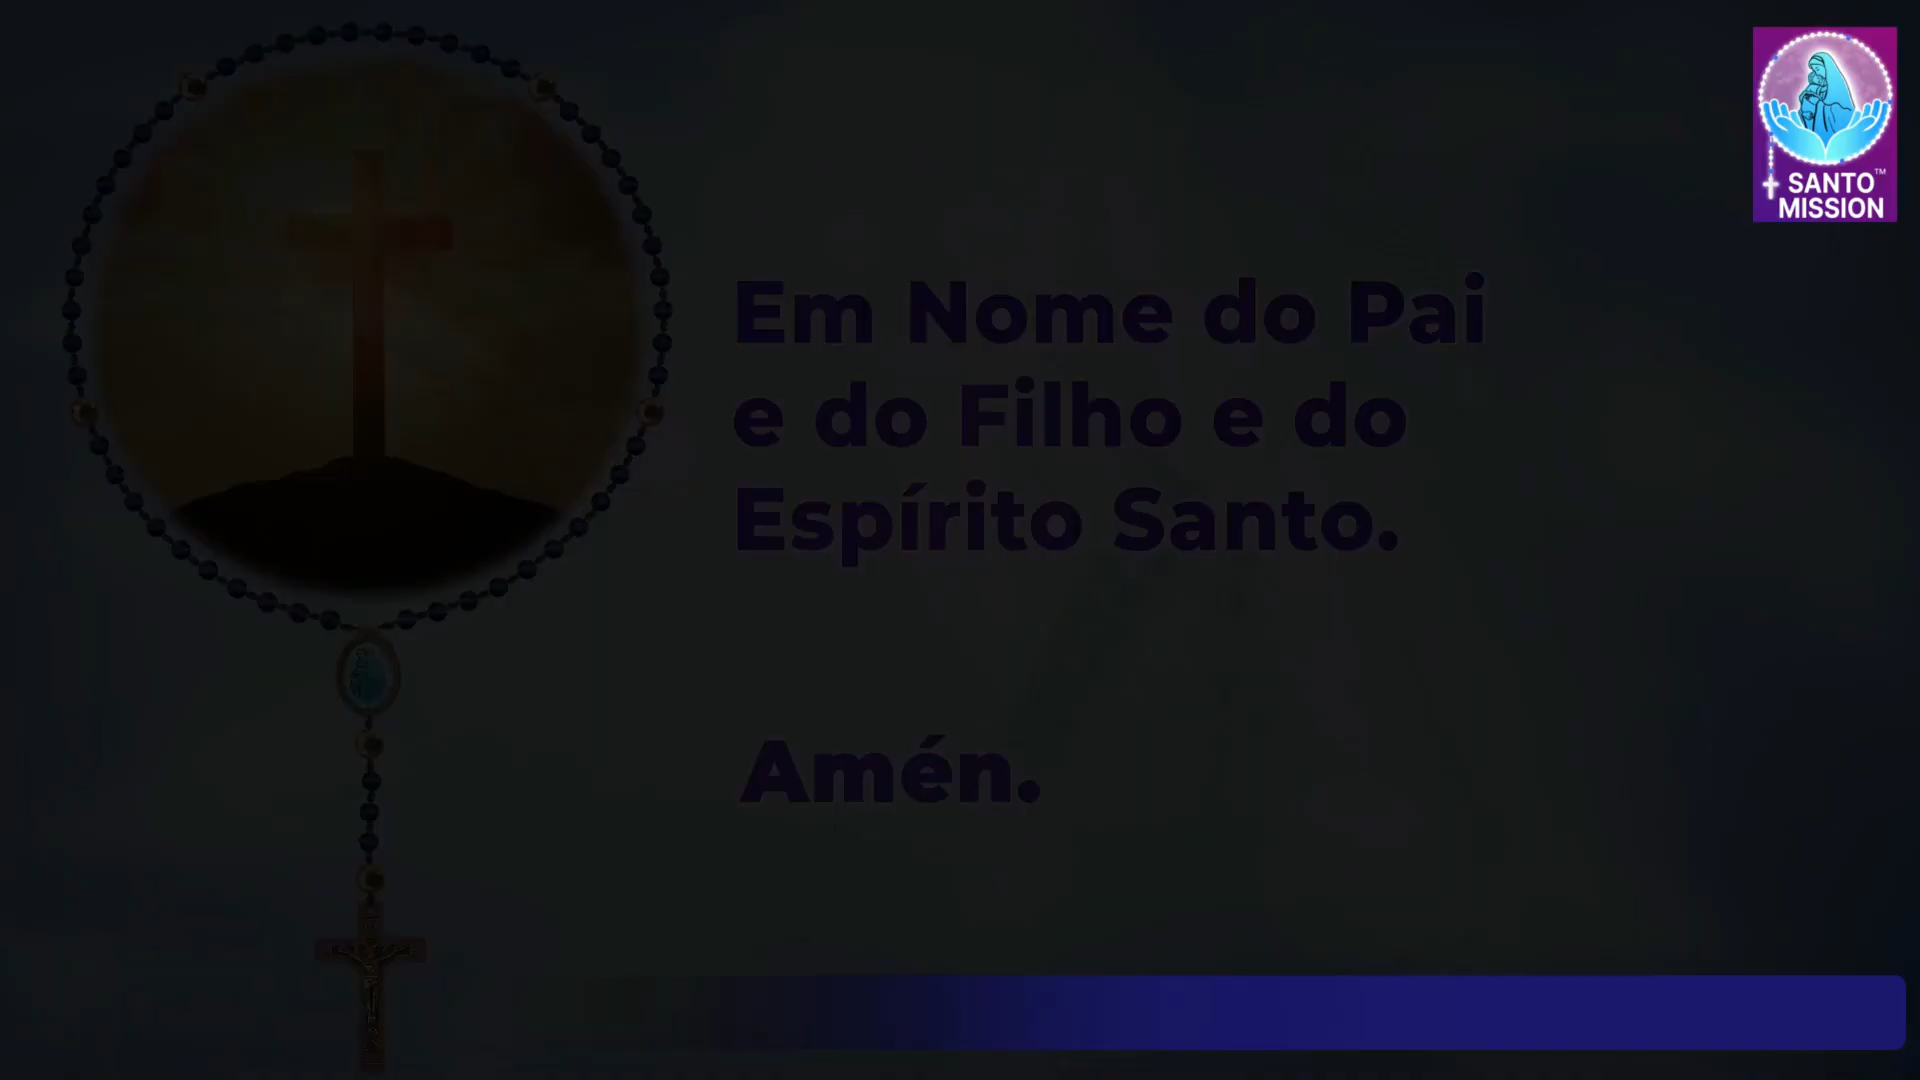 SANTO™
MISSION
Em Nome do Pai
e do Filho e do
Espírito Santo.
Amén.